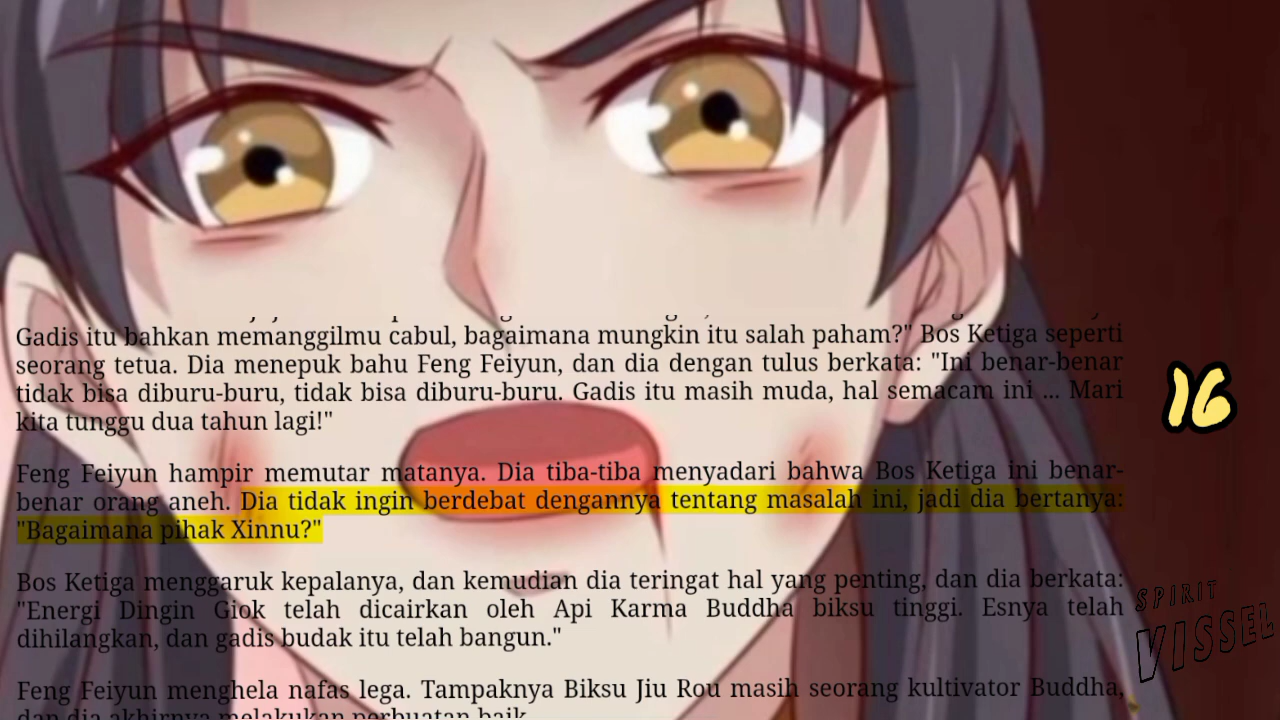 Gadis itu bahkan memanggilmu cabul, bagaimana mungkin itu salah paham?" Bos Ketiga seperti
seorang tetua. Dia menepuk bahu Feng Feiyun, dan dia dengan tulus berkata: "Ini benar-benar
tidak bisa diburu-buru, tidak bisa diburu-buru. Gadis itu masih muda, hal semacam ini ... Mari
kita tunggu dua tahun lagi!"
Feng Feiyun hampir memutar matanya. Dia tiba-tiba menyadari bahwa Bos Ketiga ini benar-
benar orang aneh. Dia tidak ingin berdebat dengannya tentang masalah ini, jadi dia bertanya:
"Bagaimana pihak Xinnu?"
Bos Ketiga menggaruk kepalanya, dan kemudian dia teringat hal yang penting, dan dia berkata:
"Energi Dingin Giok telah dicairkan oleh Api Karma Buddha biksu tinggi. Esnya telah
dihilangkan, dan gadis budak itu telah bangun."
Feng Feiyun menghela nafas lega. Tampaknya Biksu Jiu Rou masih seorang kultivator Buddha,
dan dia akhirnya melakukan perbuatan baik.
16
SPIRIT
VISSEL